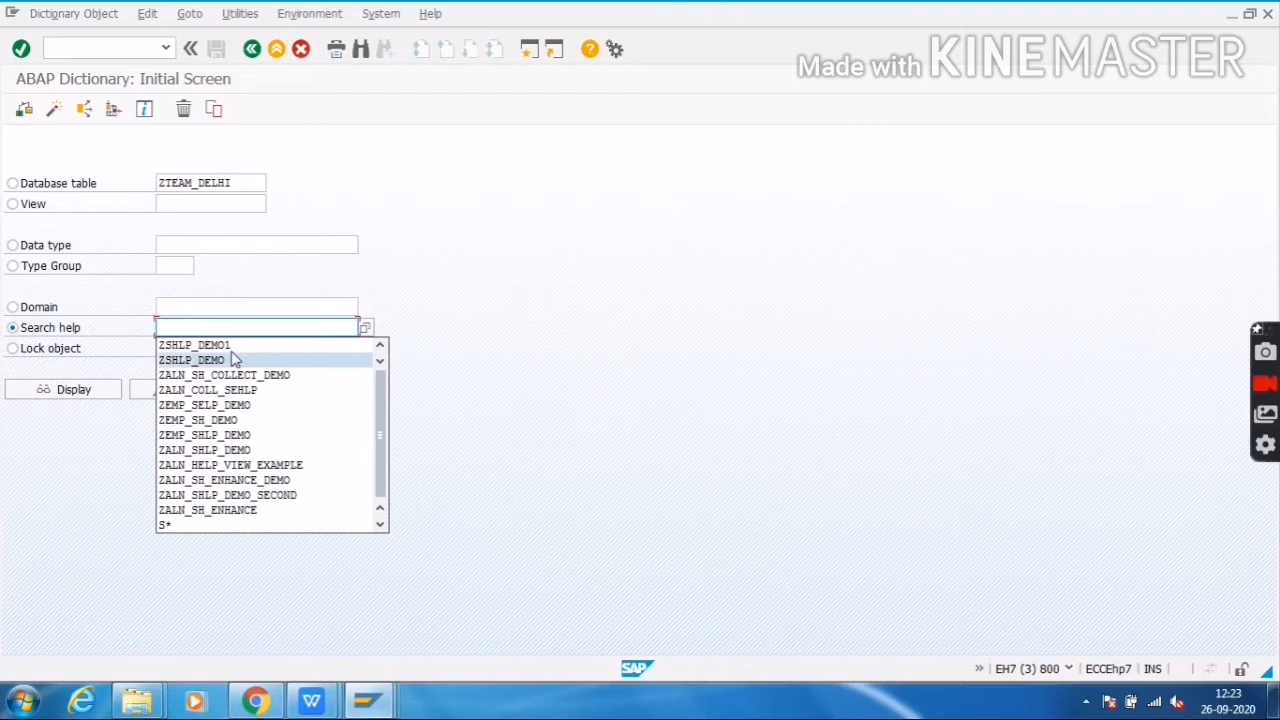 Dictionary Object Edit Goto Utilities Environment System Help
Made with KINEMASTER
ABAP Dictionary: Initial Screen
Database table ZTEAM_DELHI
View
Data type
Type Group
Domain
Search help
Lock object
Display
ZSHLP_DEMO1
ZSHLP_DEMO
ZALN_SH_COLLECT_DEMO
ZALN_COLL_SEHLP
ZEMP_SELP_DEMO
ZEMP_SH_DEMO
ZEMP_SHLP_DEMO
ZALN_SHLP_DEMO
ZALN_HELP_VIEW_EXAMPLE
ZALN_SH_ENHANCE_DEMO
ZALN_SHLP_DEMO_SECOND
ZALN_SH_ENHANCE
S*
SAP
EH7 (3) 800 ECCEhp7 INS
12:23
26-09-2020